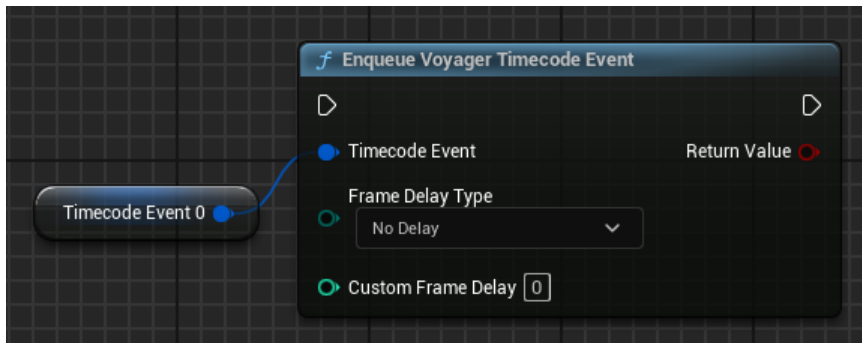 f Enqueue Voyager Timecode Event
Timecode Event
Return Value
Frame Delay Type
Timecode Event 0
No Delay
Custom Frame Delay 0